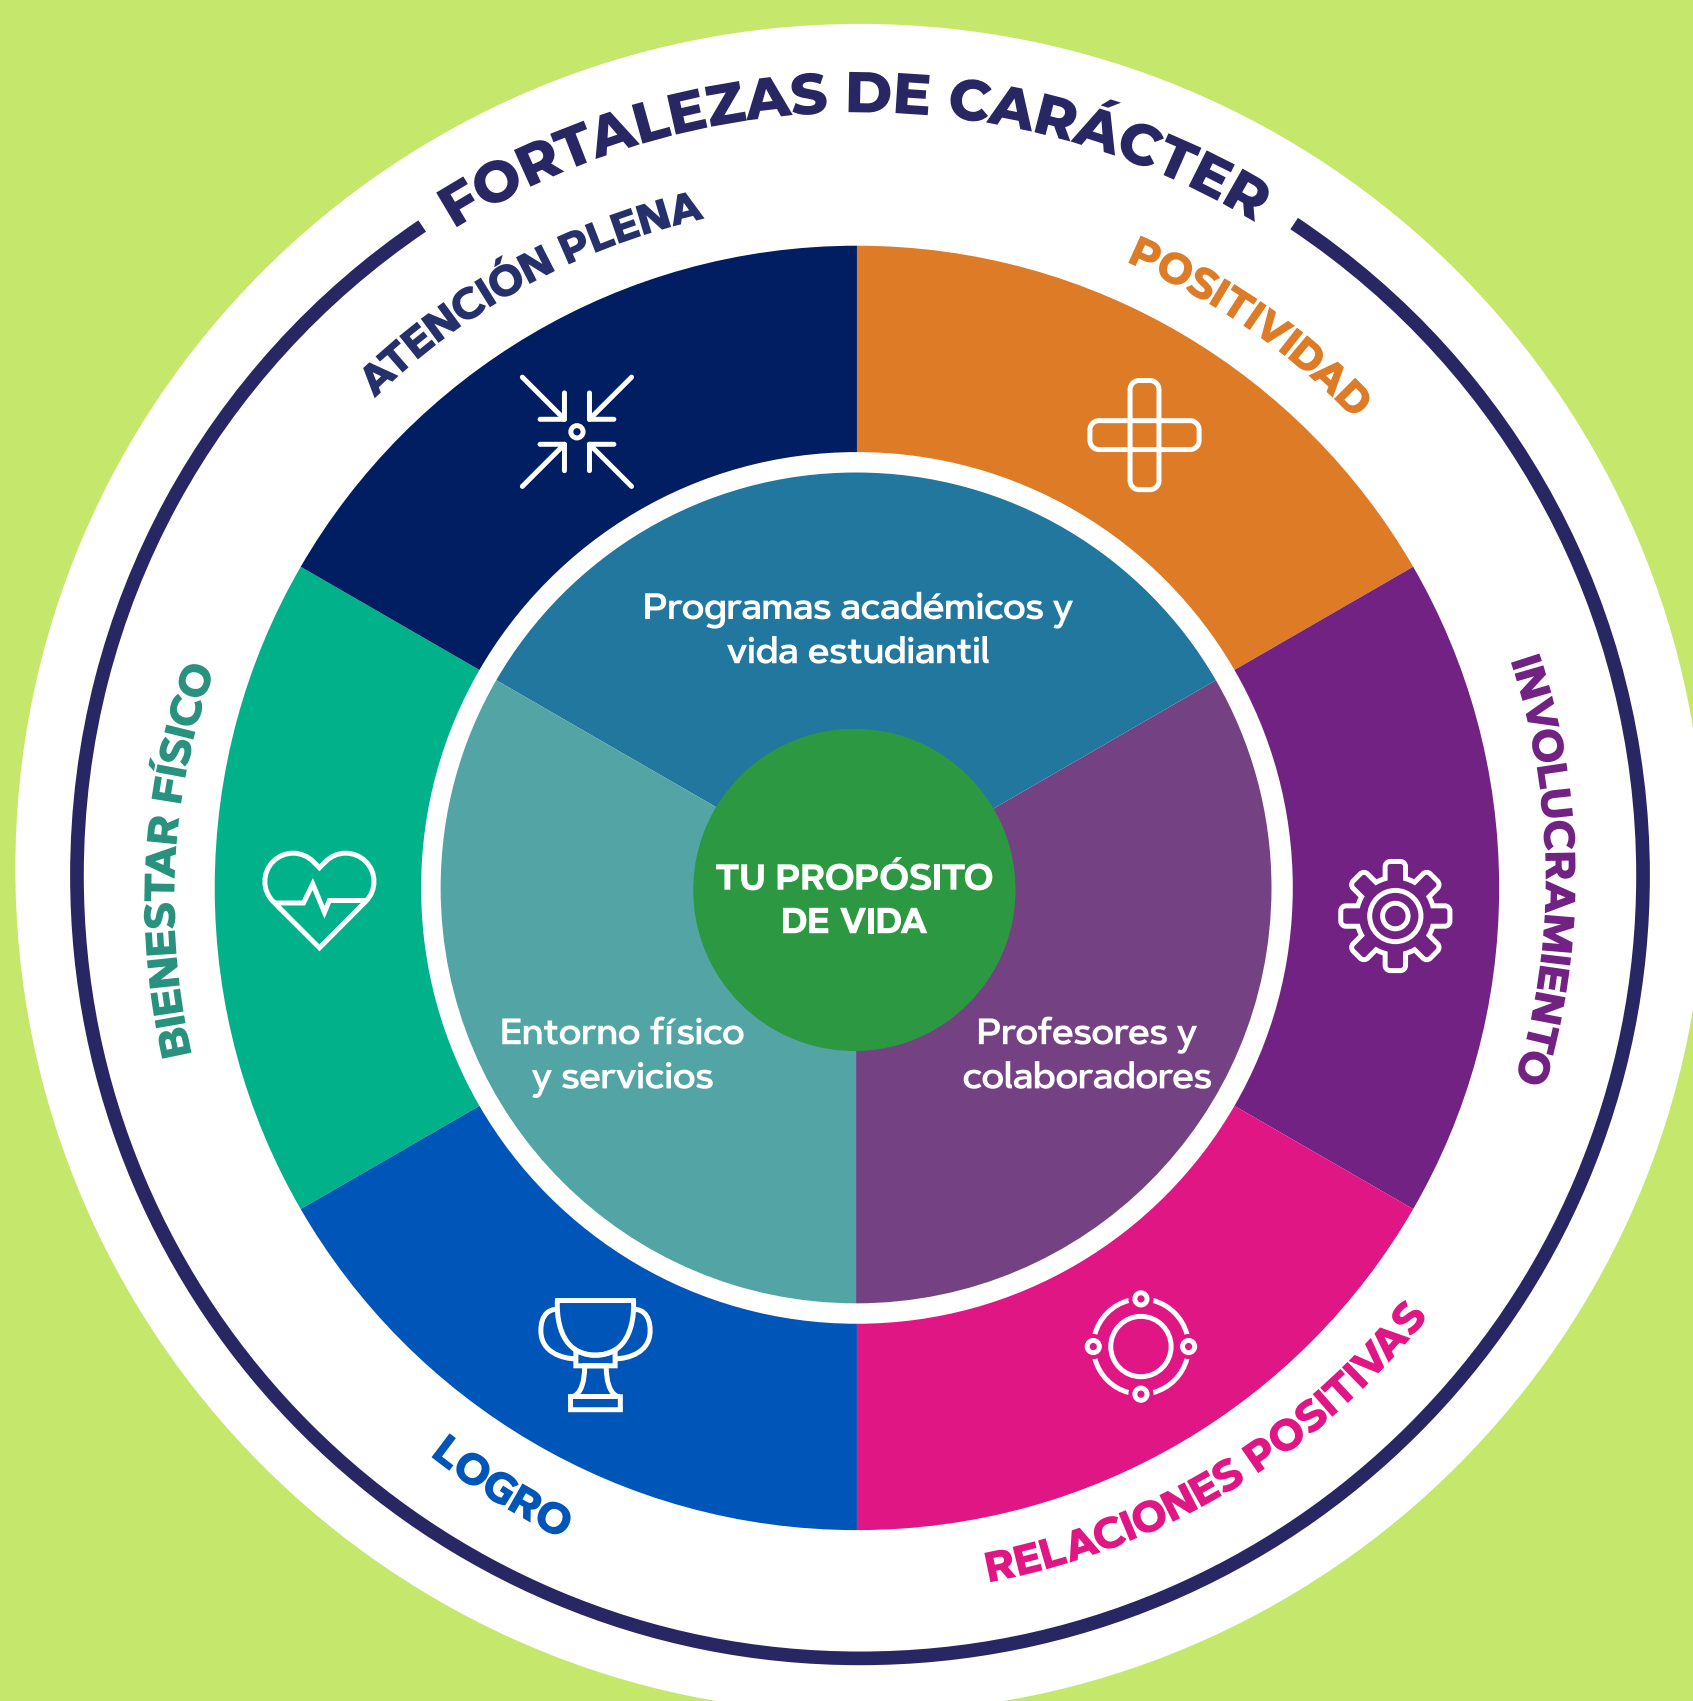 FORTALEZAS DE CARÁCTER
ATENCIÓN PLENA
POSITIVIDAD
INVOLUCRAMIENTO
RELACIONES POSITIVAS
LOGRO
BIENESTAR FÍSICO
Programas académicos y
vida estudiantil
TU PROPÓSITO
DE VIDA
Entorno físico
y servicios
Profesores y
colaboradores